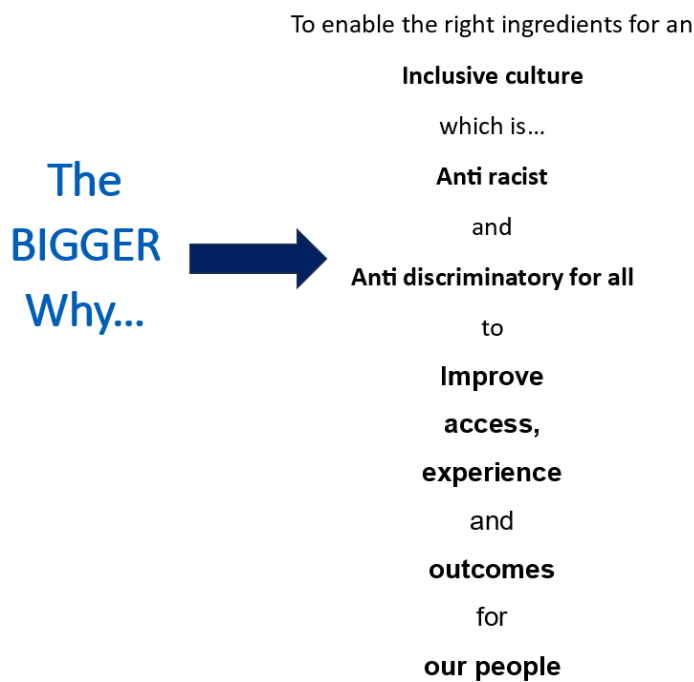 The
BIGGER
Why...
To enable the right ingredients for an
Inclusive culture
which is...
Anti racist
and
Anti discriminatory for all
to
Improve
access,
experience
and
outcomes
for
our people